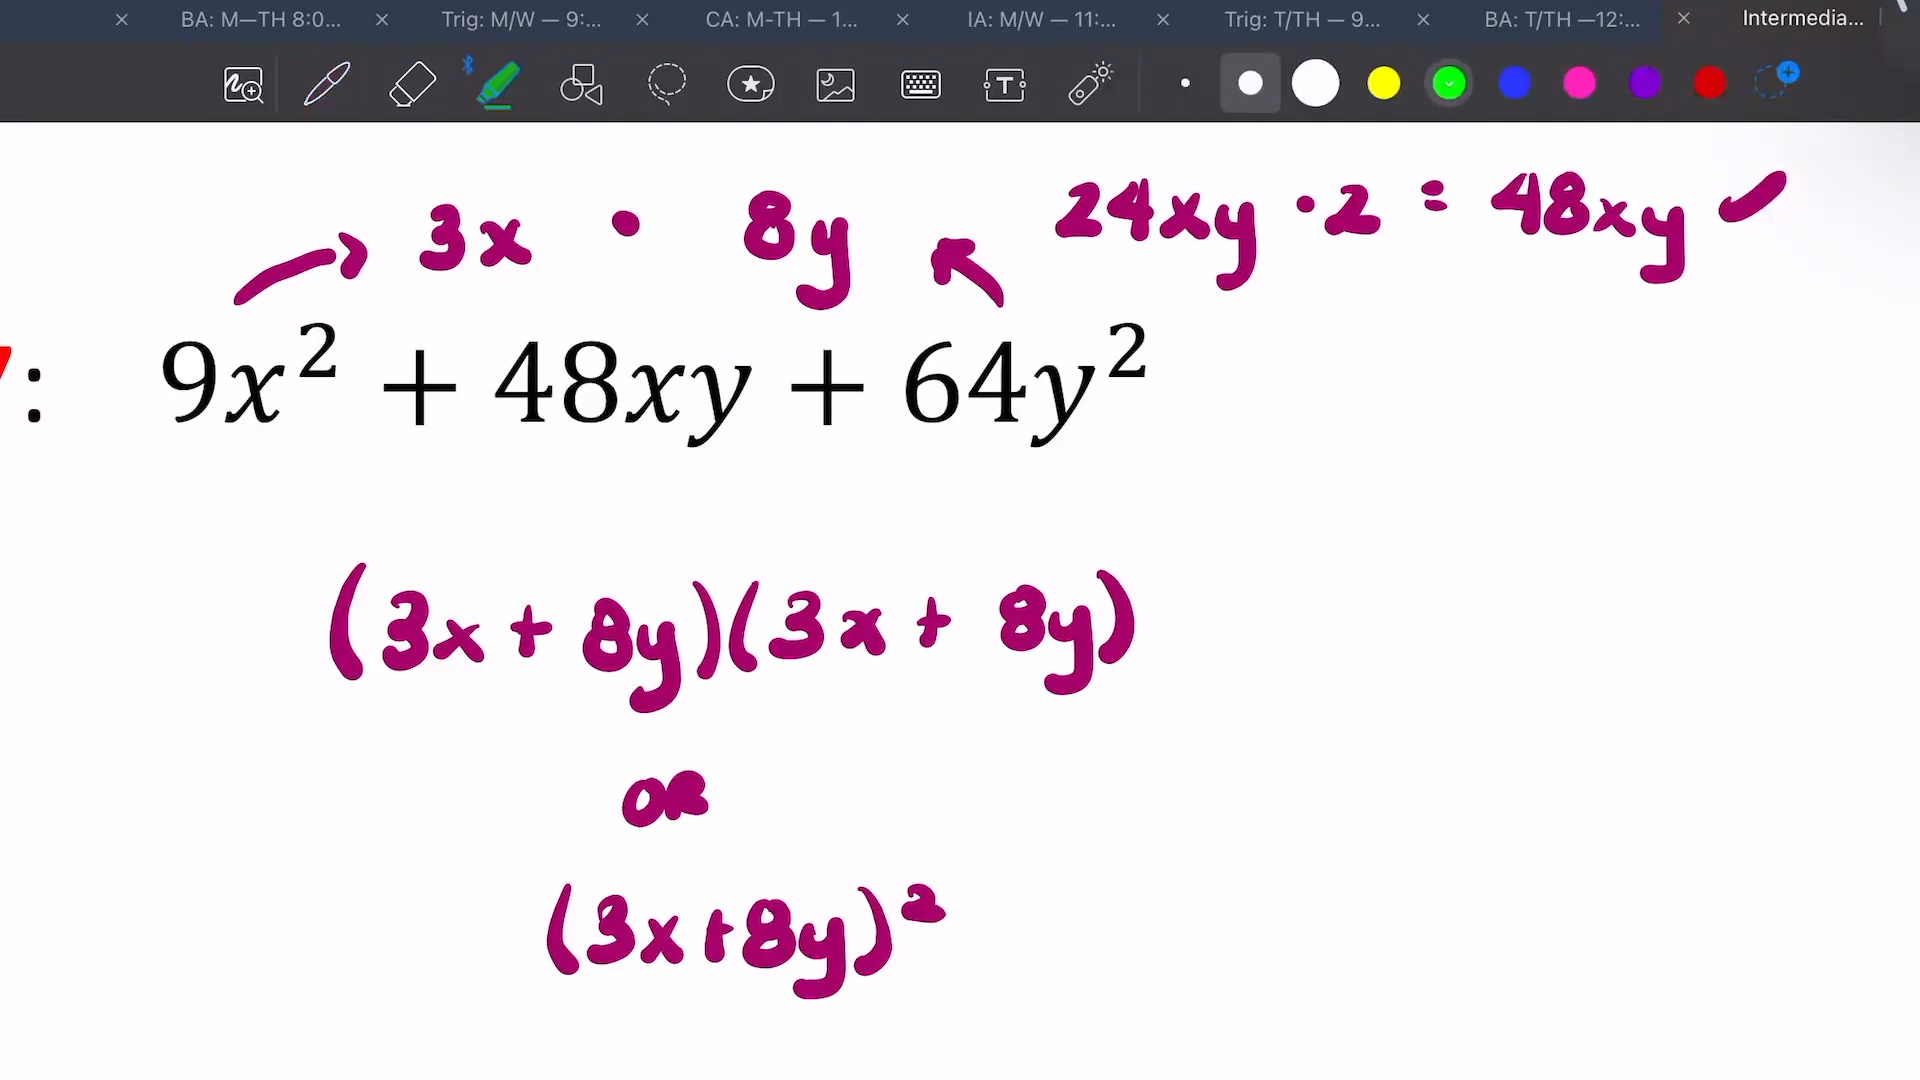 BA: M—TH 8:0... Trig: M/W — 9:... CA: M-TH — 1... IA: M/W — 11:... Trig: T/TH — 9... BA: T/TH —12:... Intermedia...
3x · 8y 24xy · 2 = 48xy ✓
: 9x² + 48xy + 64y²
(3x + 8y)(3x + 8y)
OR
(3x+8y)²